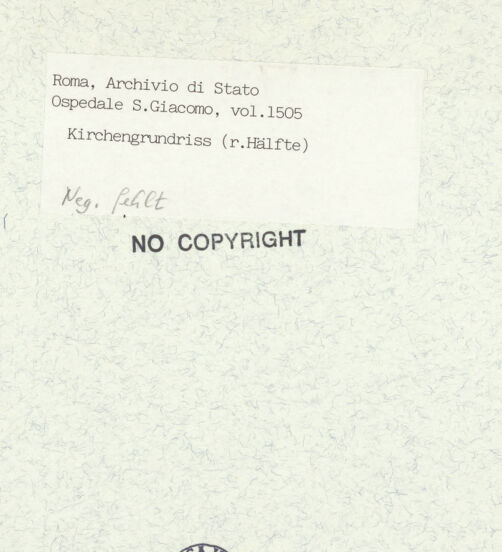 Roma, Archivio di Stato
Ospedale S.Giacomo, vol.1505
Kirchengrundriss (r.Hälfte)
Neg. fehlt
NO COPYRIGHT